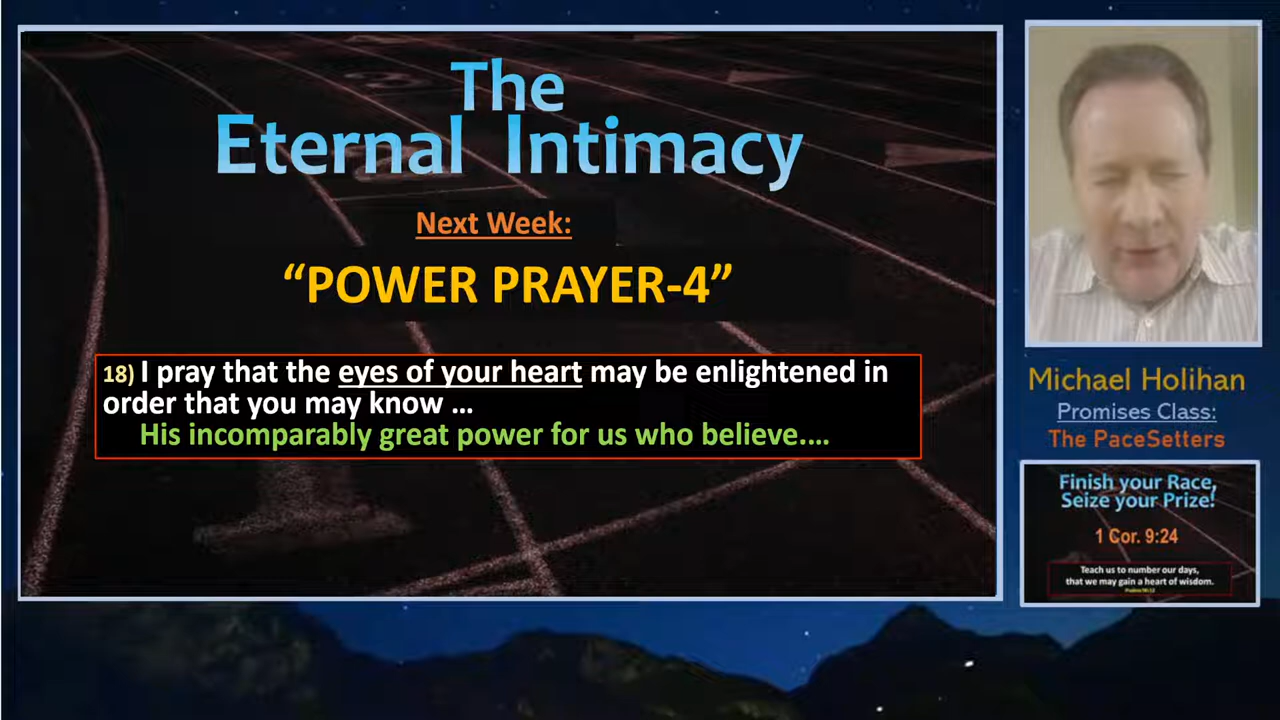 The
Eternal Intimacy
Next Week:
“POWER PRAYER-4”
18) I pray that the eyes of your heart may be enlightened in
order that you may know ...
His incomparably great power for us who believe....
Michael Holihan
Promises Class:
The PaceSetters
Finish your Race,
Seize your Prize!
1 Cor. 9:24
Teach us to number our days,
that we may gain a heart of wisdom.